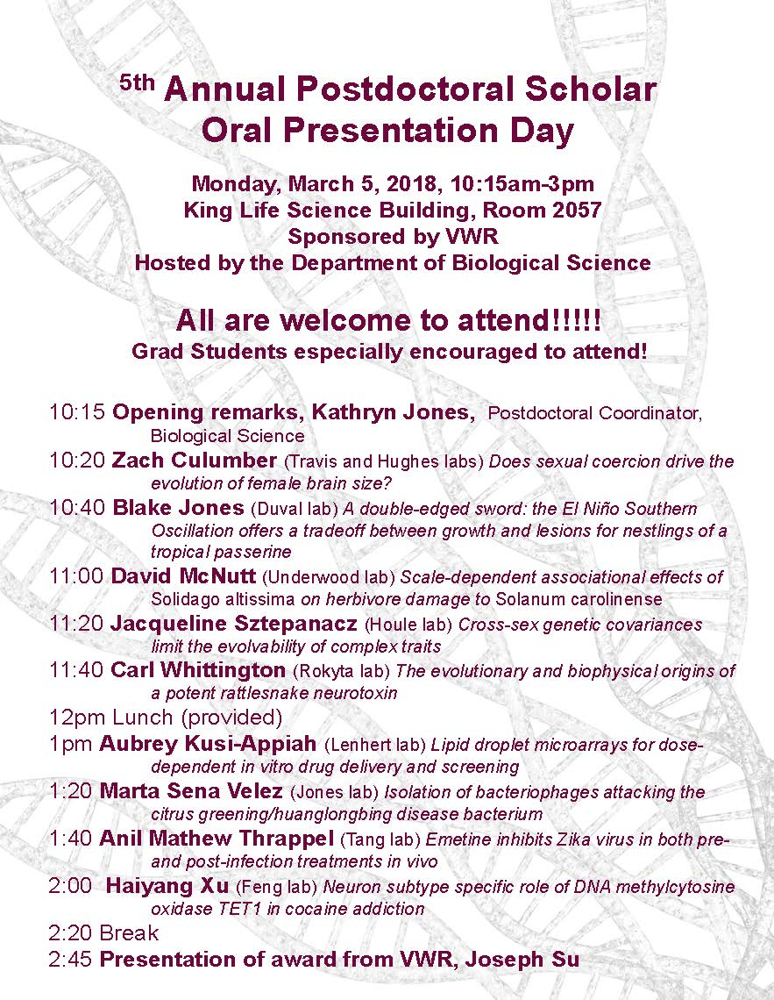 5th Annual Postdoctoral Scholar
Oral Presentation Day
Monday, March 5, 2018, 10:15am-3pm
King Life Science Building, Room 2057
Sponsored by VWR
Hosted by the Department of Biological Science
All are welcome to attend!!!!!
Grad Students especially encouraged to attend!
10:15 Opening remarks, Kathryn Jones, Postdoctoral Coordinator,
Biological Science
10:20 Zach Culumber (Travis and Hughes labs) Does sexual coercion drive the
evolution of female brain size?
10:40 Blake Jones (Duval lab) A double-edged sword: the El Niño Southern
Oscillation offers a tradeoff between growth and lesions for nestlings of a
tropical passerine
11:00 David McNutt (Underwood lab) Scale-dependent associational effects of
Solidago altissima on herbivore damage to Solanum carolinense
11:20 Jacqueline Sztepanacz (Houle lab) Cross-sex genetic covariances
limit the evolvability of complex traits
11:40 Carl Whittington (Rokyta lab) The evolutionary and biophysical origins of
a potent rattlesnake neurotoxin
12pm Lunch (provided)
1pm Aubrey Kusi-Appiah (Lenhert lab) Lipid droplet microarrays for dose-
dependent in vitro drug delivery and screening
1:20 Marta Sena Velez (Jones lab) Isolation of bacteriophages attacking the
citrus greening/huanglongbing disease bacterium
1:40 Anil Mathew Thrappel (Tang lab) Emetine inhibits Zika virus in both pre-
and post-infection treatments in vivo
2:00 Haiyang Xu (Feng lab) Neuron subtype specific role of DNA methylcytosine
oxidase TET1 in cocaine addiction
2:20 Break
2:45 Presentation of award from VWR, Joseph Su